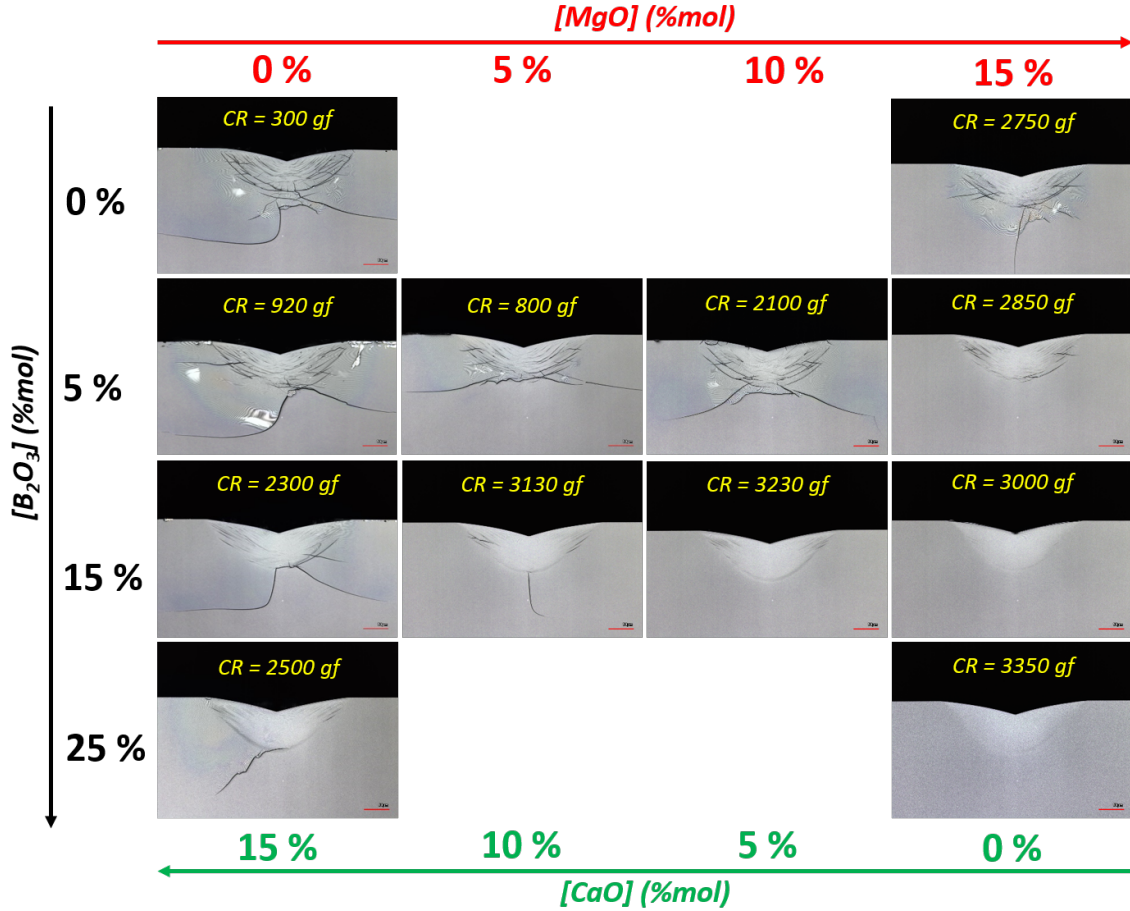 [MgO] (%mol)
0 % 5 % 10 % 15 %
CR = 300 gf CR = 2750 gf
0 %
CR = 920 gf CR = 800 gf CR = 2100 gf CR = 2850 gf
5 %
[B₂O₃] (%mol)
CR = 2300 gf CR = 3130 gf CR = 3230 gf CR = 3000 gf
15 %
CR = 2500 gf CR = 3350 gf
25 %
15 % 10 % 5 % 0 %
[CaO] (%mol)